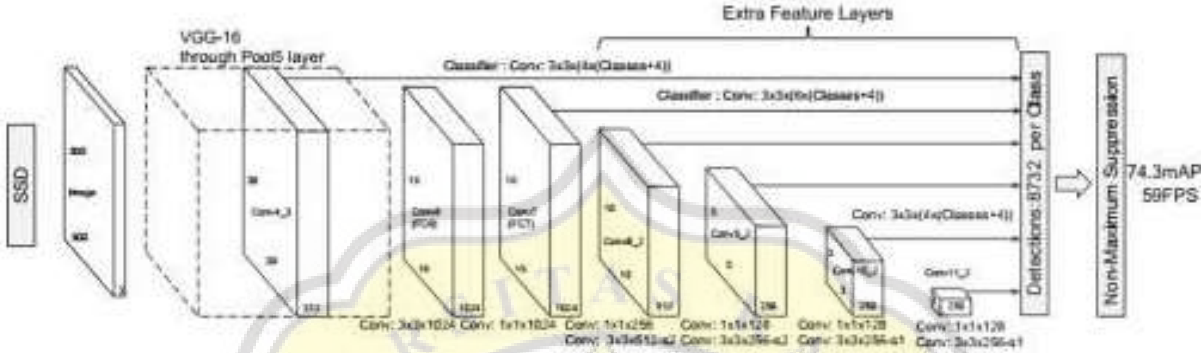 Extra Feature Layers
VGG-16
through Pool5 layer
Classifier : Conv: 3x3x(4x(Classes+4))
Classifier : Conv: 3x3x(6x(Classes+4))
SSD
300
Image
300
3
38
Conv4_3
38
512
19
Conv6
(FC6)
19
1024
19
Conv7
(FC7)
19
1024
10
Conv8_2
10
512
5
Conv9_2
5
256
3
Conv10_2
3
256
Conv11_2
256
Conv: 3x3x(4x(Classes+4))
Detections:8732 per Class
Non-Maximum Suppression
74.3mAP
59FPS
Conv: 3x3x1024
Conv: 1x1x1024
Conv: 1x1x256
Conv: 3x3x512-s2
Conv: 1x1x128
Conv: 3x3x256-s2
Conv: 1x1x128
Conv: 3x3x256-s1
Conv: 1x1x128
Conv: 3x3x256-s1